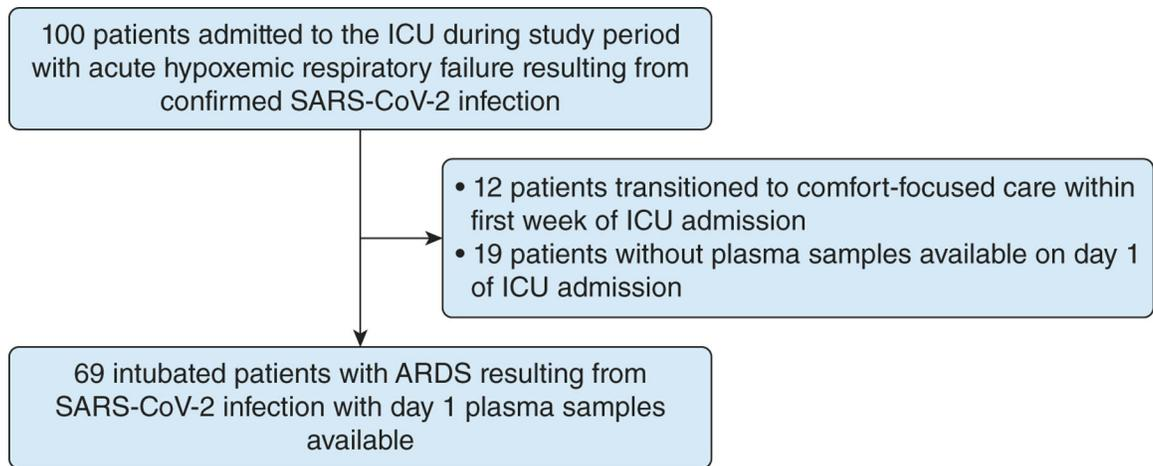 100 patients admitted to the ICU during study period
with acute hypoxemic respiratory failure resulting from
confirmed SARS-CoV-2 infection
• 12 patients transitioned to comfort-focused care within
first week of ICU admission
• 19 patients without plasma samples available on day 1
of ICU admission
69 intubated patients with ARDS resulting from
SARS-CoV-2 infection with day 1 plasma samples
available